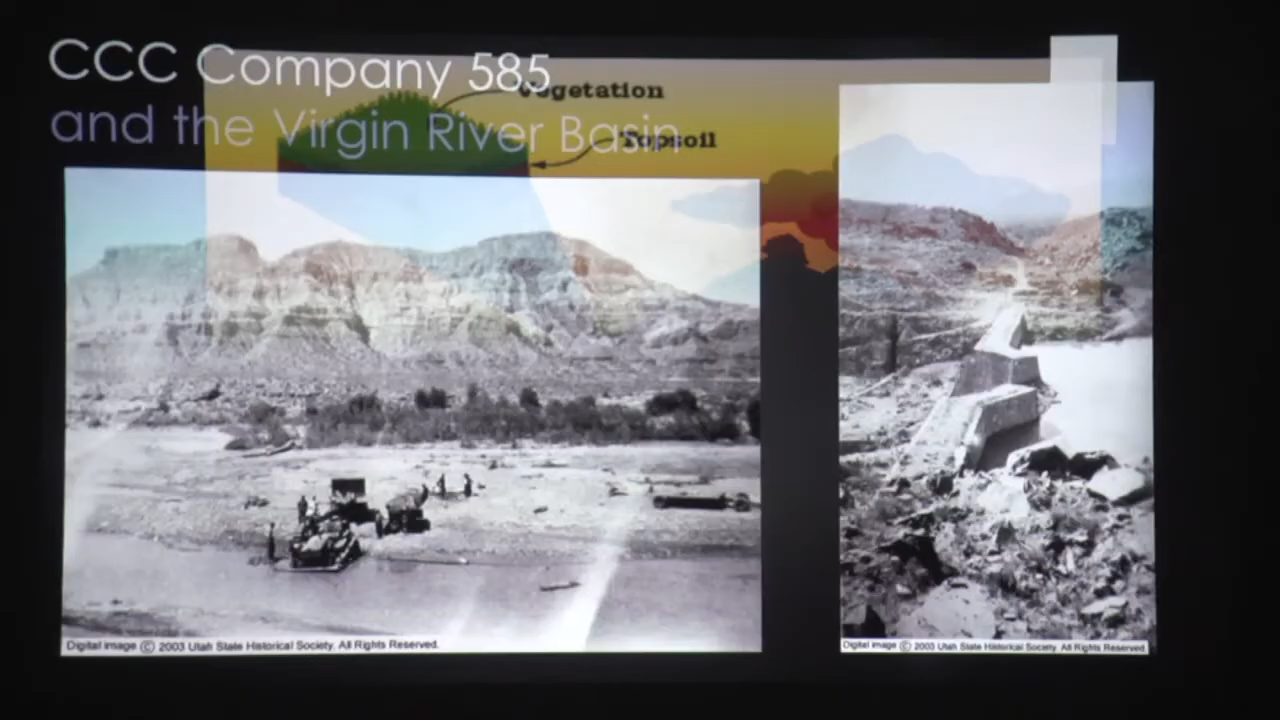 CCC Company 585
and the Virgin River Basin
Vegetation
Topsoil
Digital image © 2003 Utah State Historical Society. All Rights Reserved.
Digital image © 2003 Utah State Historical Society. All Rights Reserved.